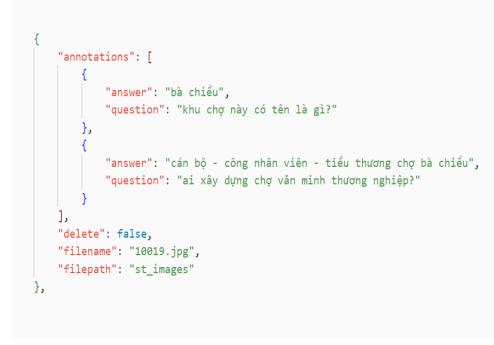 {
"annotations": [
{
"answer": "bà chiểu",
"question": "khu chợ này có tên là gì?"
},
{
"answer": "cán bộ - công nhân viên - tiểu thương chợ bà chiểu",
"question": "ai xây dựng chợ văn minh thương nghiệp?"
}
],
"delete": false,
"filename": "10019.jpg",
"filepath": "st_images"
},